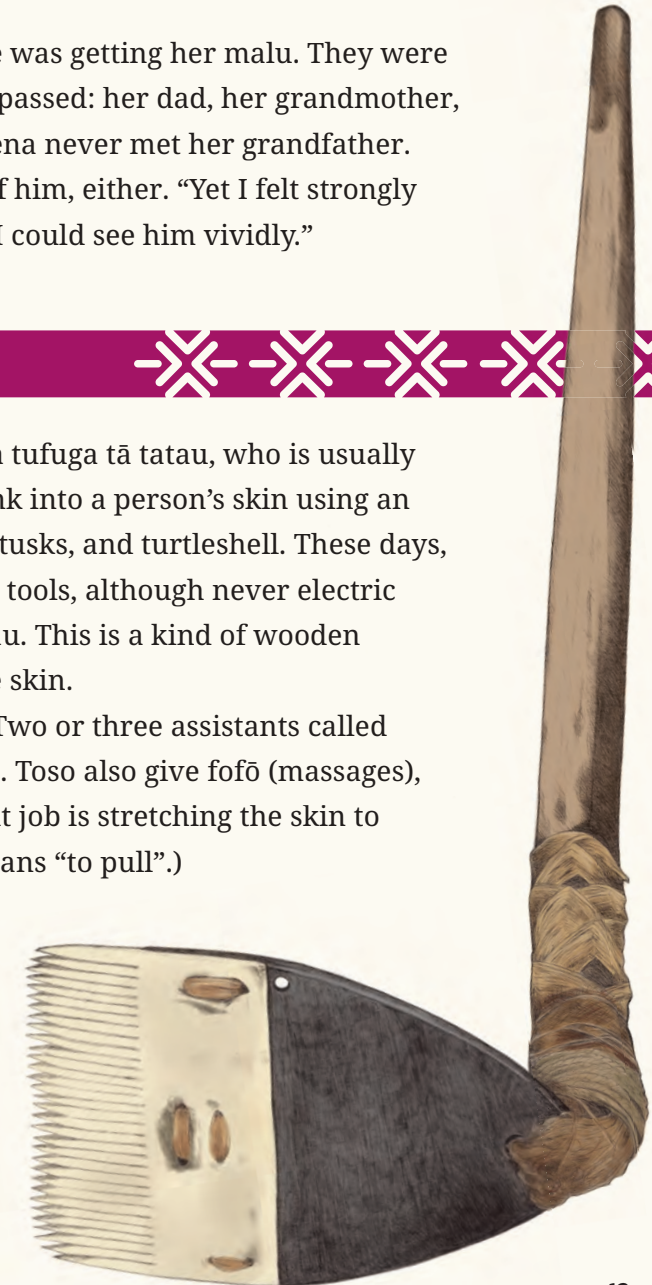 was getting her malu. They were
passed: her dad, her grandmother,
never met her grandfather.
him, either. “Yet I felt strongly
I could see him vividly.”
tufuga tā tatau, who is usually
into a person’s skin using an
tusks, and turtleshell. These days,
tools, although never electric
This is a kind of wooden
skin.
Two or three assistants called
Toso also give fofō (massages),
job is stretching the skin to
“to pull”.)